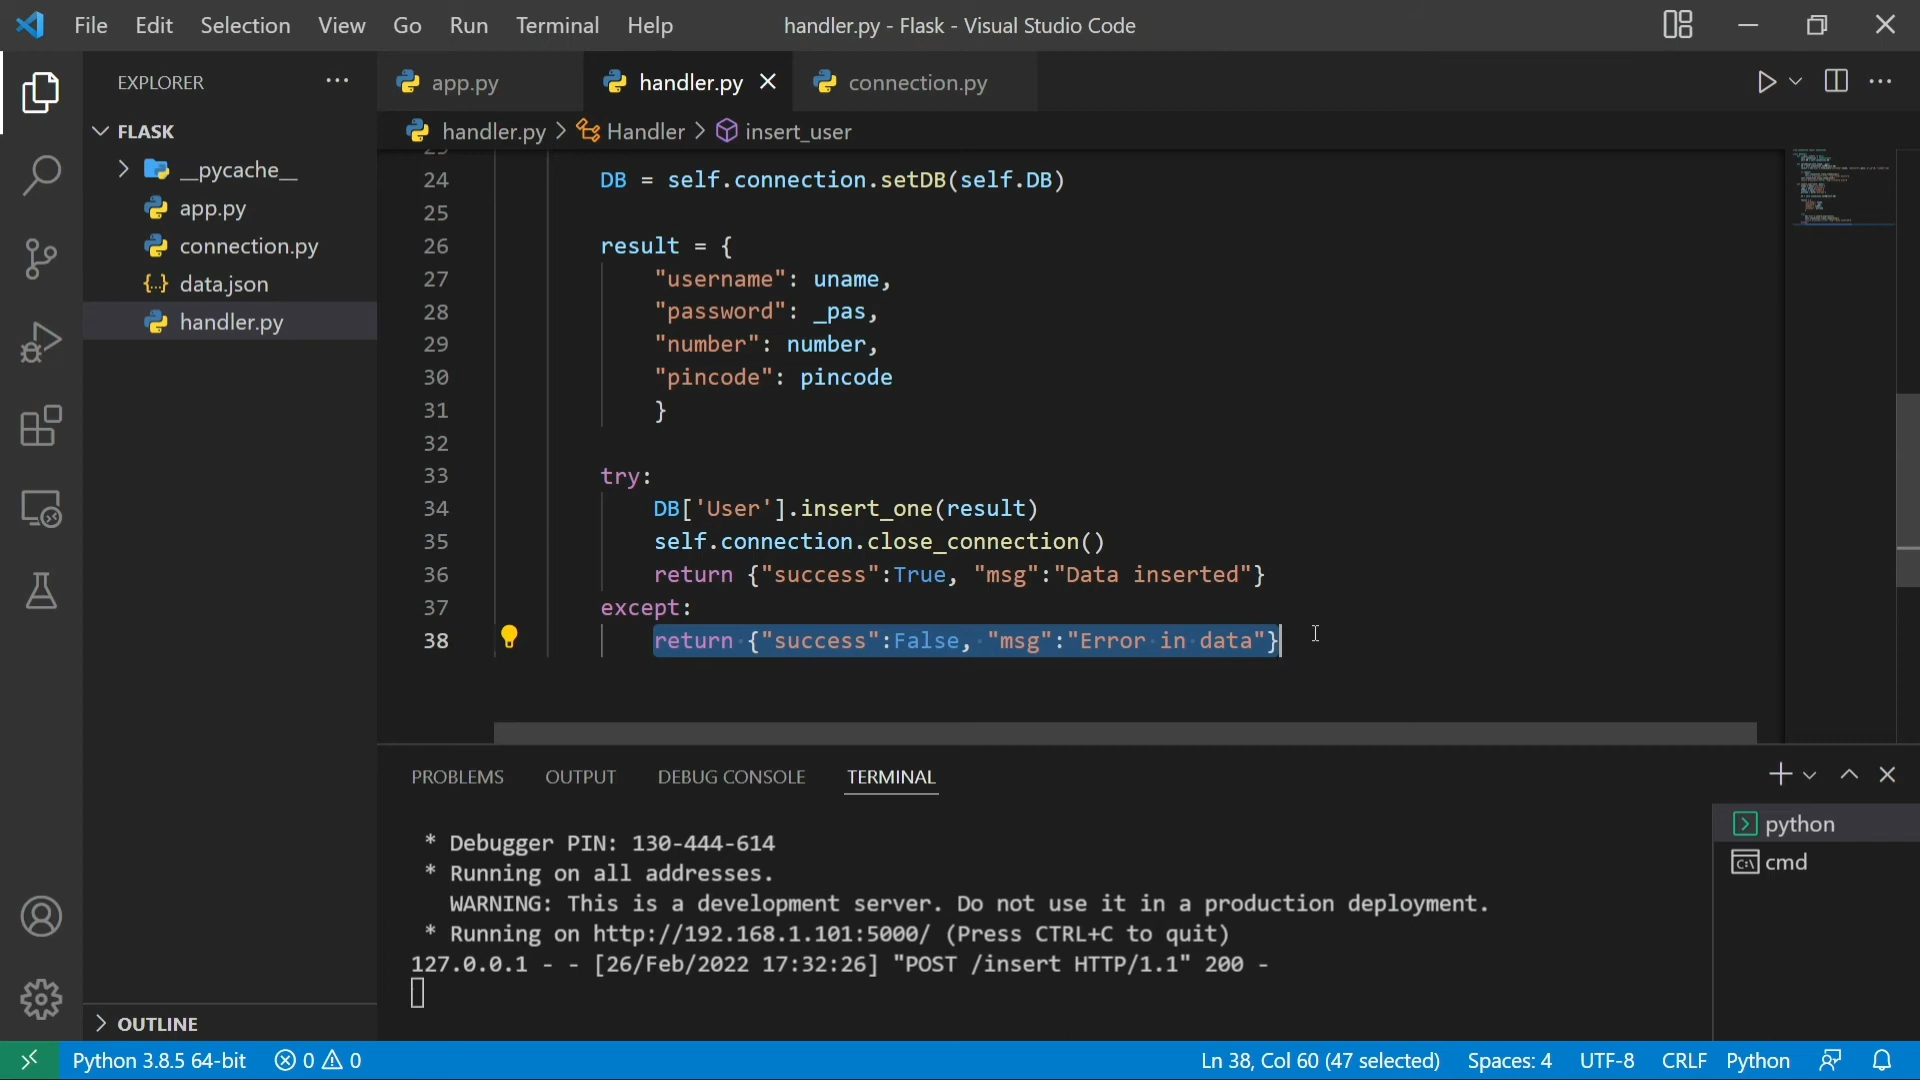 File Edit Selection View Go Run Terminal Help handler.py - Flask - Visual Studio Code
EXPLORER ...
app.py handler.py connection.py
FLASK
handler.py > Handler > insert_user
__pycache__
app.py
connection.py
{..} data.json
handler.py
24 DB = self.connection.setDB(self.DB)
25
26 result = {
27 "username": uname,
28 "password": _pas,
29 "number": number,
30 "pincode": pincode
31 }
32
33 try:
34 DB['User'].insert_one(result)
35 self.connection.close_connection()
36 return {"success":True, "msg":"Data inserted"}
37 except:
38 return {"success":False, "msg":"Error in data"}
PROBLEMS OUTPUT DEBUG CONSOLE TERMINAL
python
cmd
* Debugger PIN: 130-444-614
* Running on all addresses.
WARNING: This is a development server. Do not use it in a production deployment.
* Running on http://192.168.1.101:5000/ (Press CTRL+C to quit)
127.0.0.1 - - [26/Feb/2022 17:32:26] "POST /insert HTTP/1.1" 200 -
OUTLINE
Python 3.8.5 64-bit 0 0 Ln 38, Col 60 (47 selected) Spaces: 4 UTF-8 CRLF Python